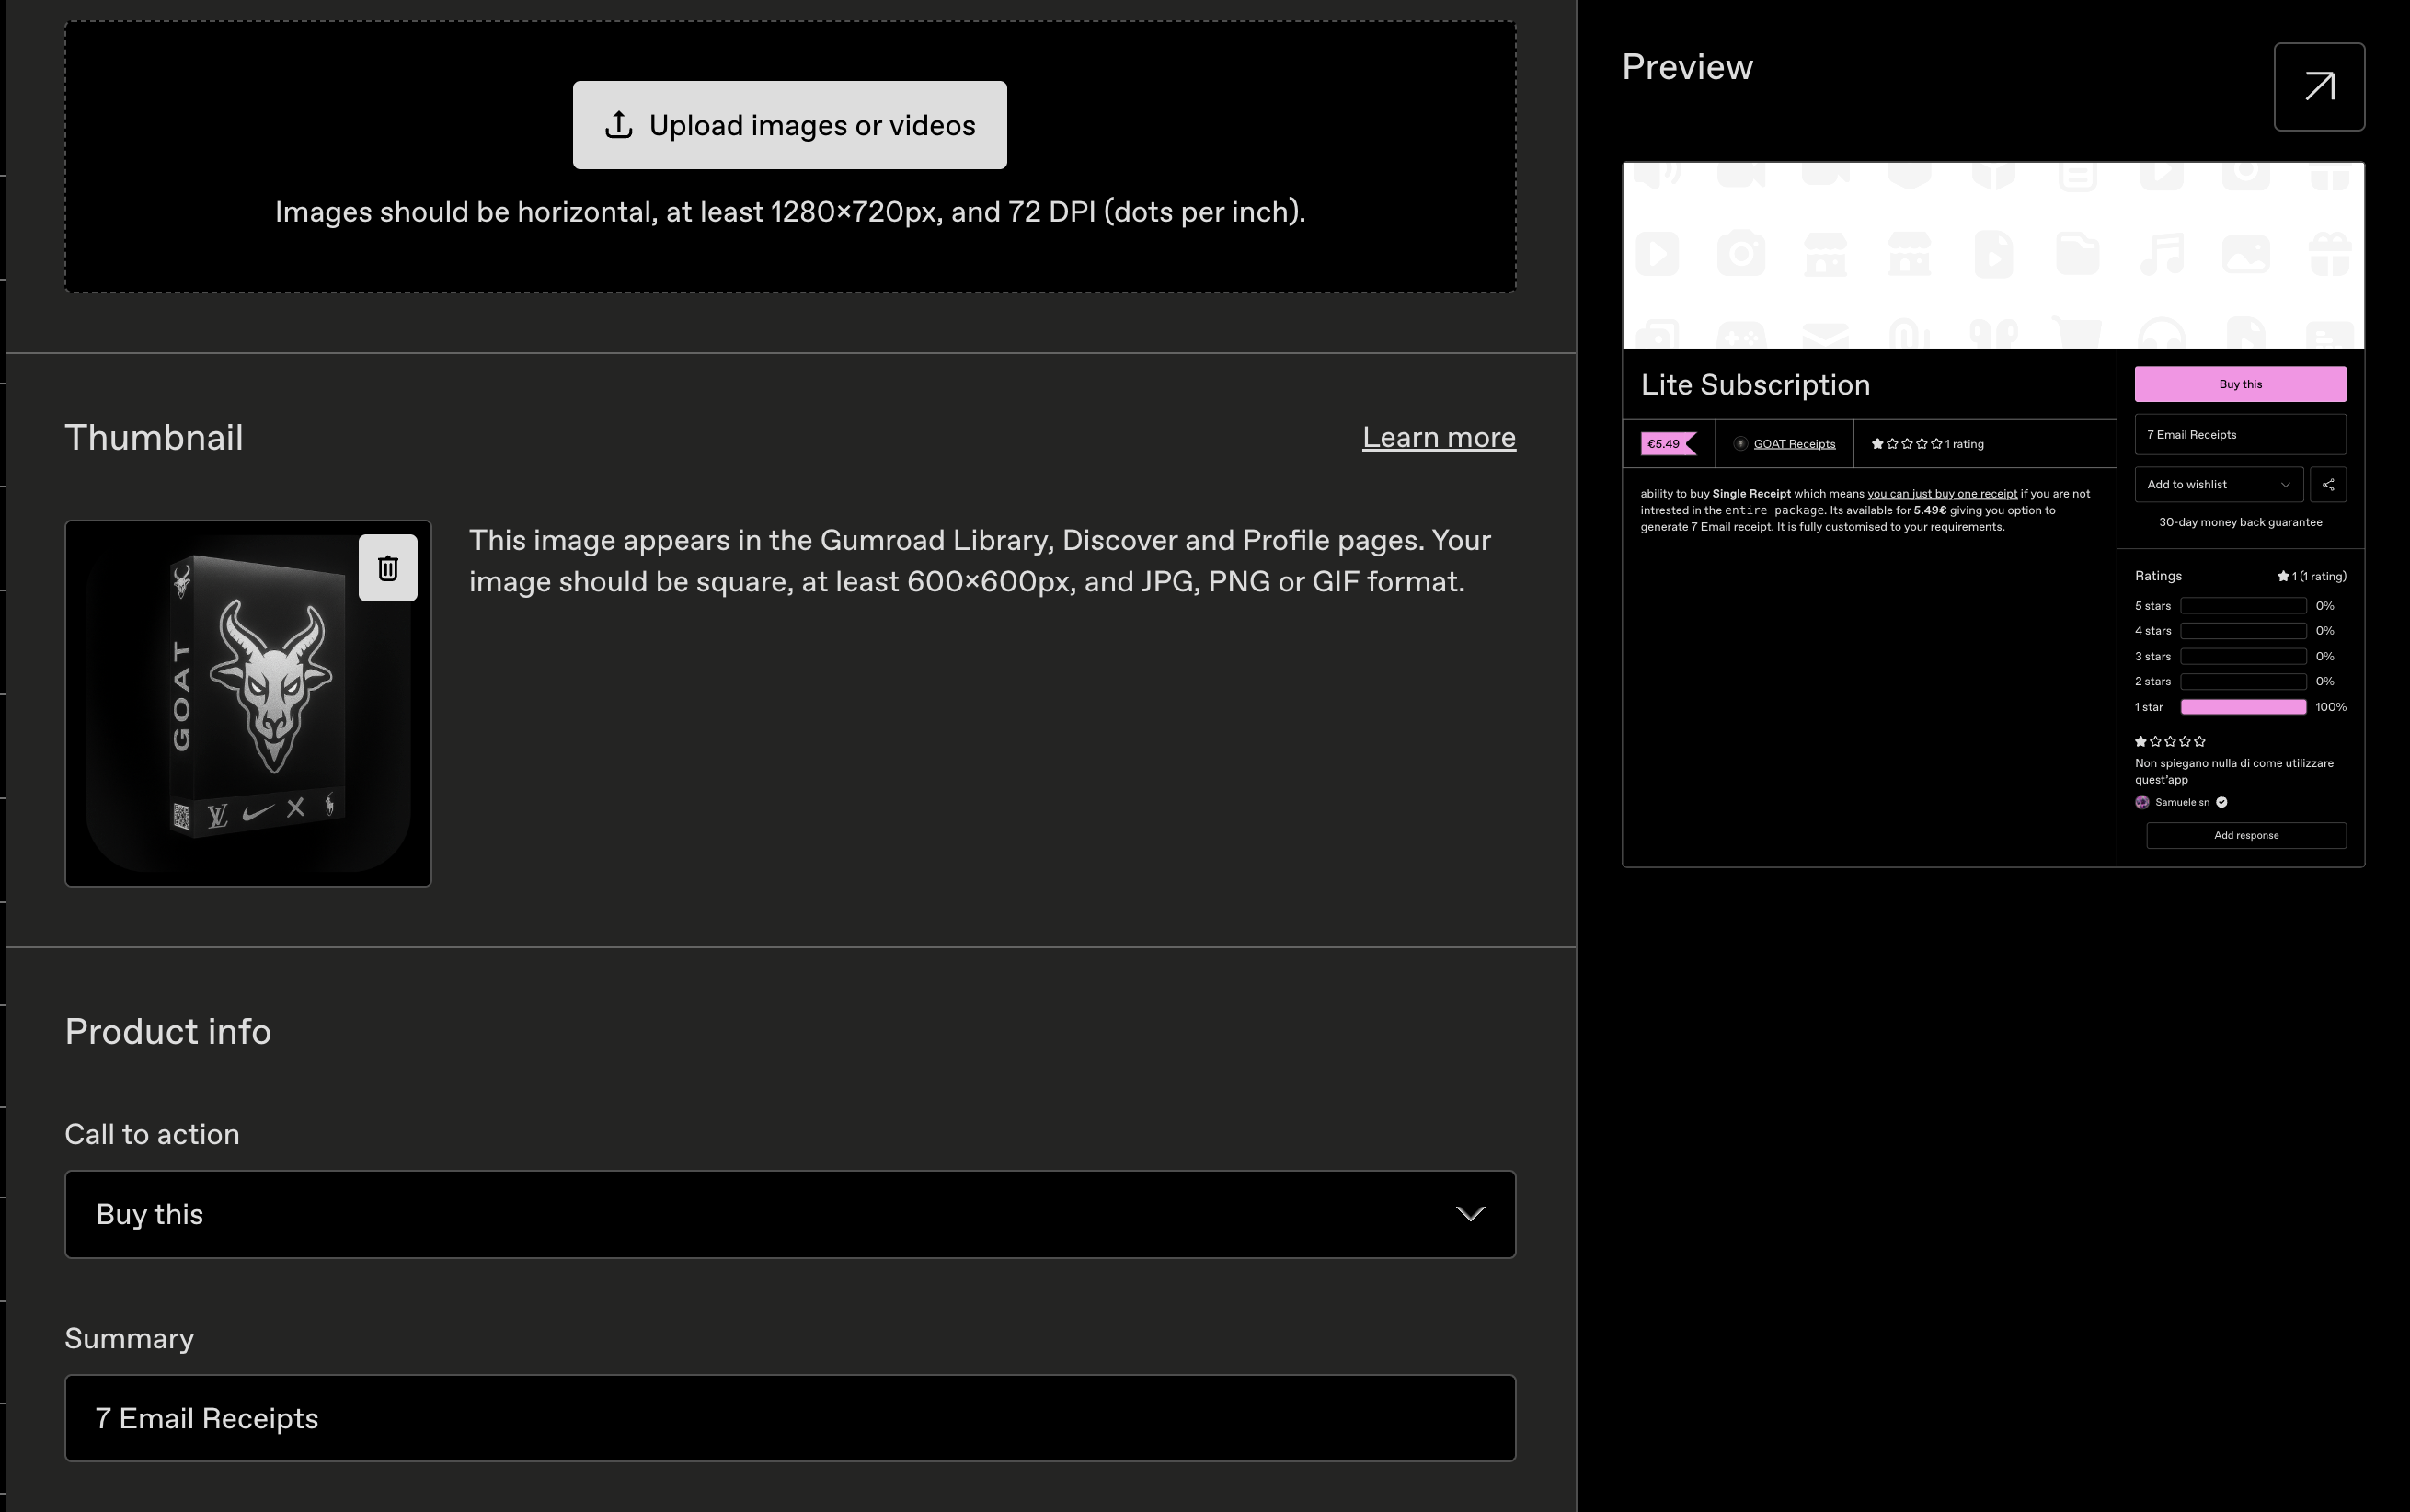 Upload images or videos
Images should be horizontal, at least 1280×720px, and 72 DPI (dots per inch).
Thumbnail
Learn more
GOAT
This image appears in the Gumroad Library, Discover and Profile pages. Your
image should be square, at least 600×600px, and JPG, PNG or GIF format.
Product info
Call to action
Buy this
Summary
7 Email Receipts
Preview
Lite Subscription
€5.49
GOAT Receipts
1 rating
ability to buy Single Receipt which means you can just buy one receipt if you are not
intrested in the entire package. Its available for 5.49€ giving you option to
generate 7 Email receipt. It is fully customised to your requirements.
Buy this
7 Email Receipts
Add to wishlist
30-day money back guarantee
Ratings
1 (1 rating)
5 stars 0%
4 stars 0%
3 stars 0%
2 stars 0%
1 star 100%
Non spiegano nulla di come utilizzare
quest'app
Samuele sn
Add response